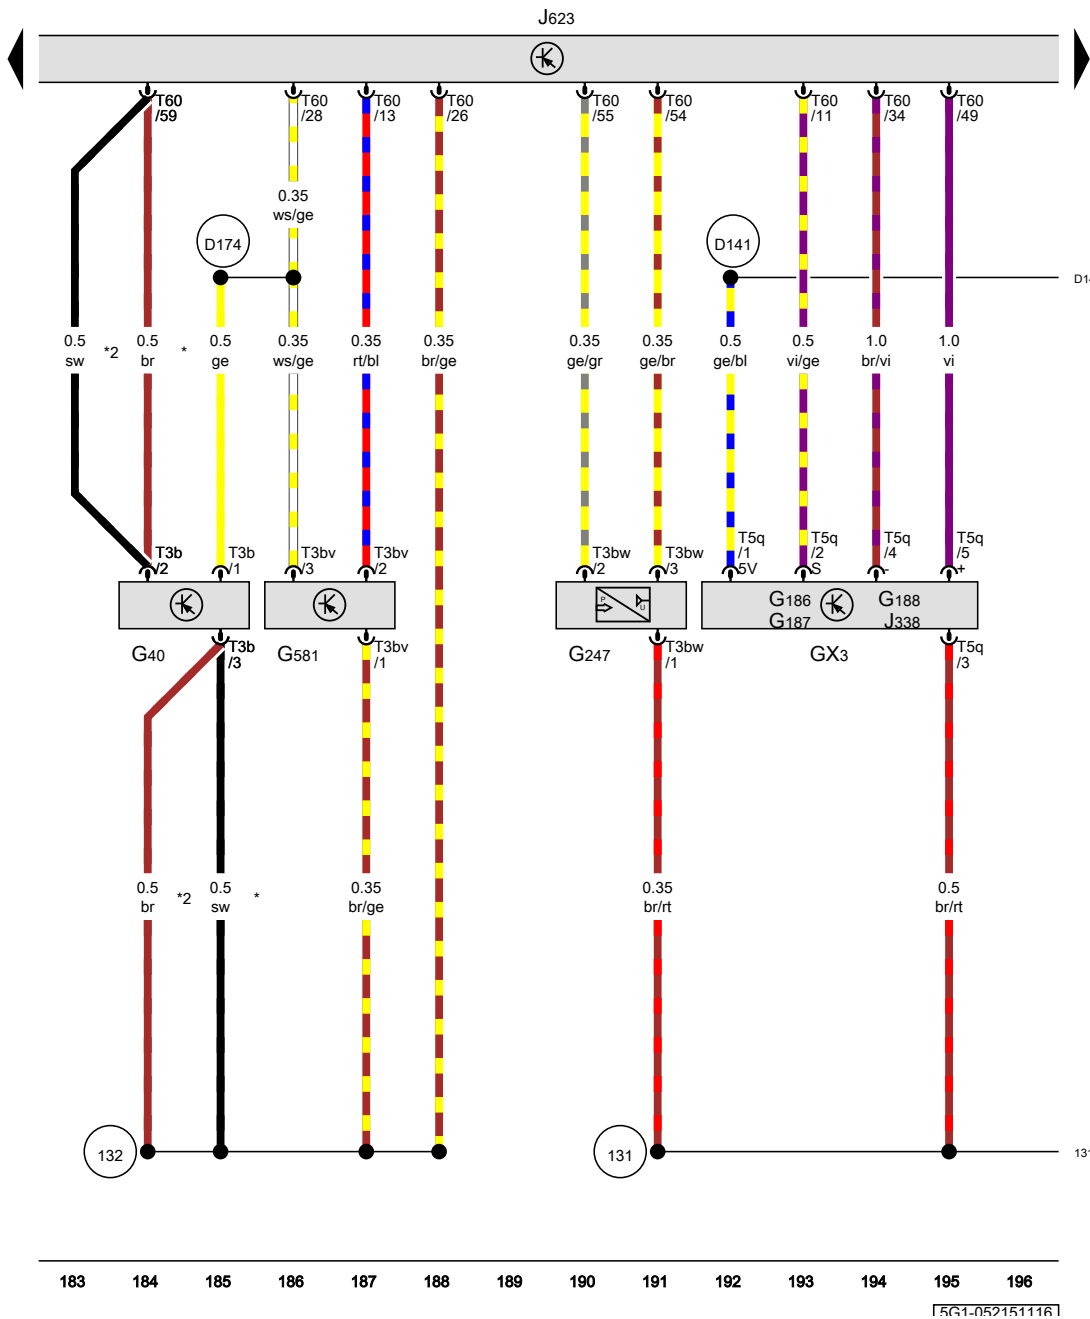 J623
T60 T60 T60 T60 T60 T60 T60 T60 T60
/59 /28 /13 /26 /55 /54 /11 /34 /49
0.35
ws/ge
D174 D141
0.5 0.5 0.5 0.35 0.35 0.35 0.35 0.35 0.5 0.5 1.0 1.0
sw *2 br * ge ws/ge rt/bl br/ge ge/gr ge/br ge/bl vi/ge br/vi vi
T3b T3b T3bv T3bv T3bw T3bw T5q T5q T5q T5q
/2 /1 /3 /2 /2 /3 /1 /2 /4 /5
5V S - +
P U
G186 G188
G187 J338
G40 T3b G581 T3bv G247 T3bw GX3 T5q
/3 /1 /1 /3
0.5 0.5 0.35 0.35 0.5
br *2 sw * br/ge br/rt br/rt
132 131 131
183 184 185 186 187 188 189 190 191 192 193 194 195 196
5G1-052151116